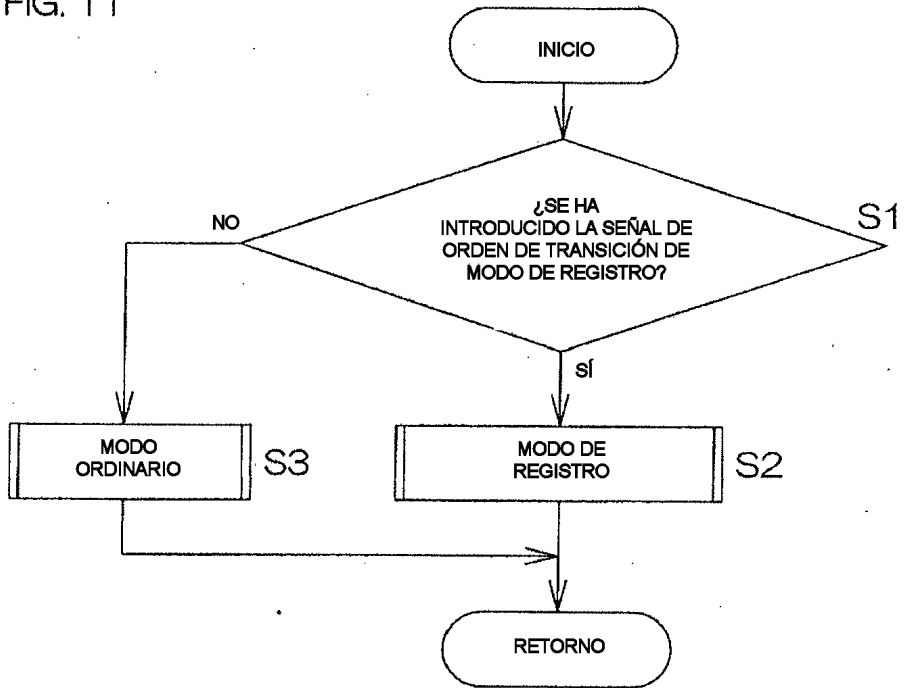 FIG. 11
INICIO
¿SE HA
INTRODUCIDO LA SEÑAL DE
ORDEN DE TRANSICIÓN DE
MODO DE REGISTRO?
S1
NO
SÍ
MODO
ORDINARIO
S3
MODO DE
REGISTRO
S2
RETORNO